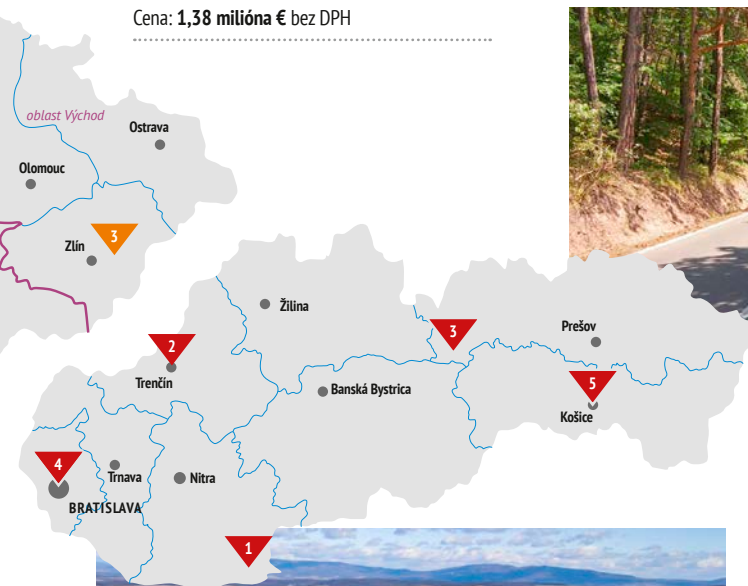 Cena: 1,38 milióna € bez DPH
oblast Východ
Ostrava
Olomouc
3
Zlín
Žilina
2
3
Prešov
Trenčín
Banská Bystrica
5
Košice
4
Trnava
Nitra
BRATISLAVA
1